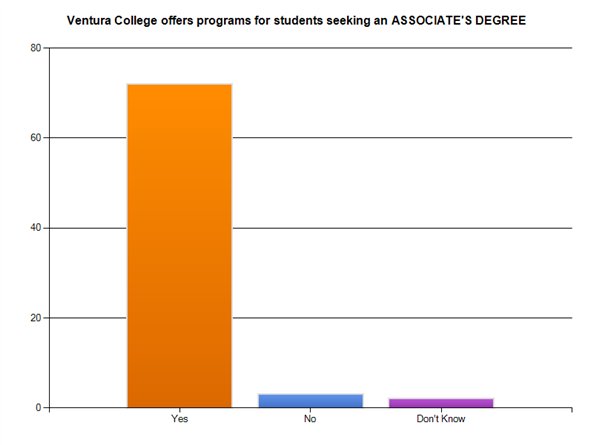 Ventura College offers programs for students seeking an ASSOCIATE'S DEGREE
80
60
40
20
0
Yes No Don't Know